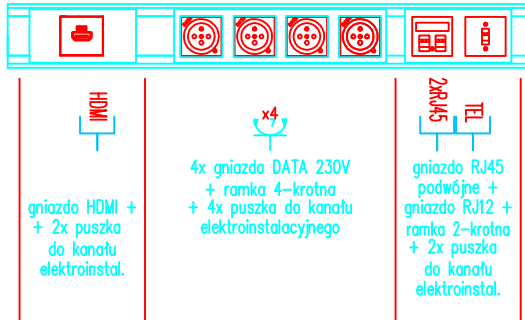 HDMI
gniazdo HDMI +
+ 2x puszka
do kanału
elektroinstal.
x4
4x gniazda DATA 230V
+ ramka 4-krotna
+ 4x puszka do kanału
elektroinstalacyjnego
2xRJ45
TEL
gniazdo RJ45
podwójne +
gniazdo RJ12 +
ramka 2-krotna
+ 2x puszka
do kanału
elektroinstal.